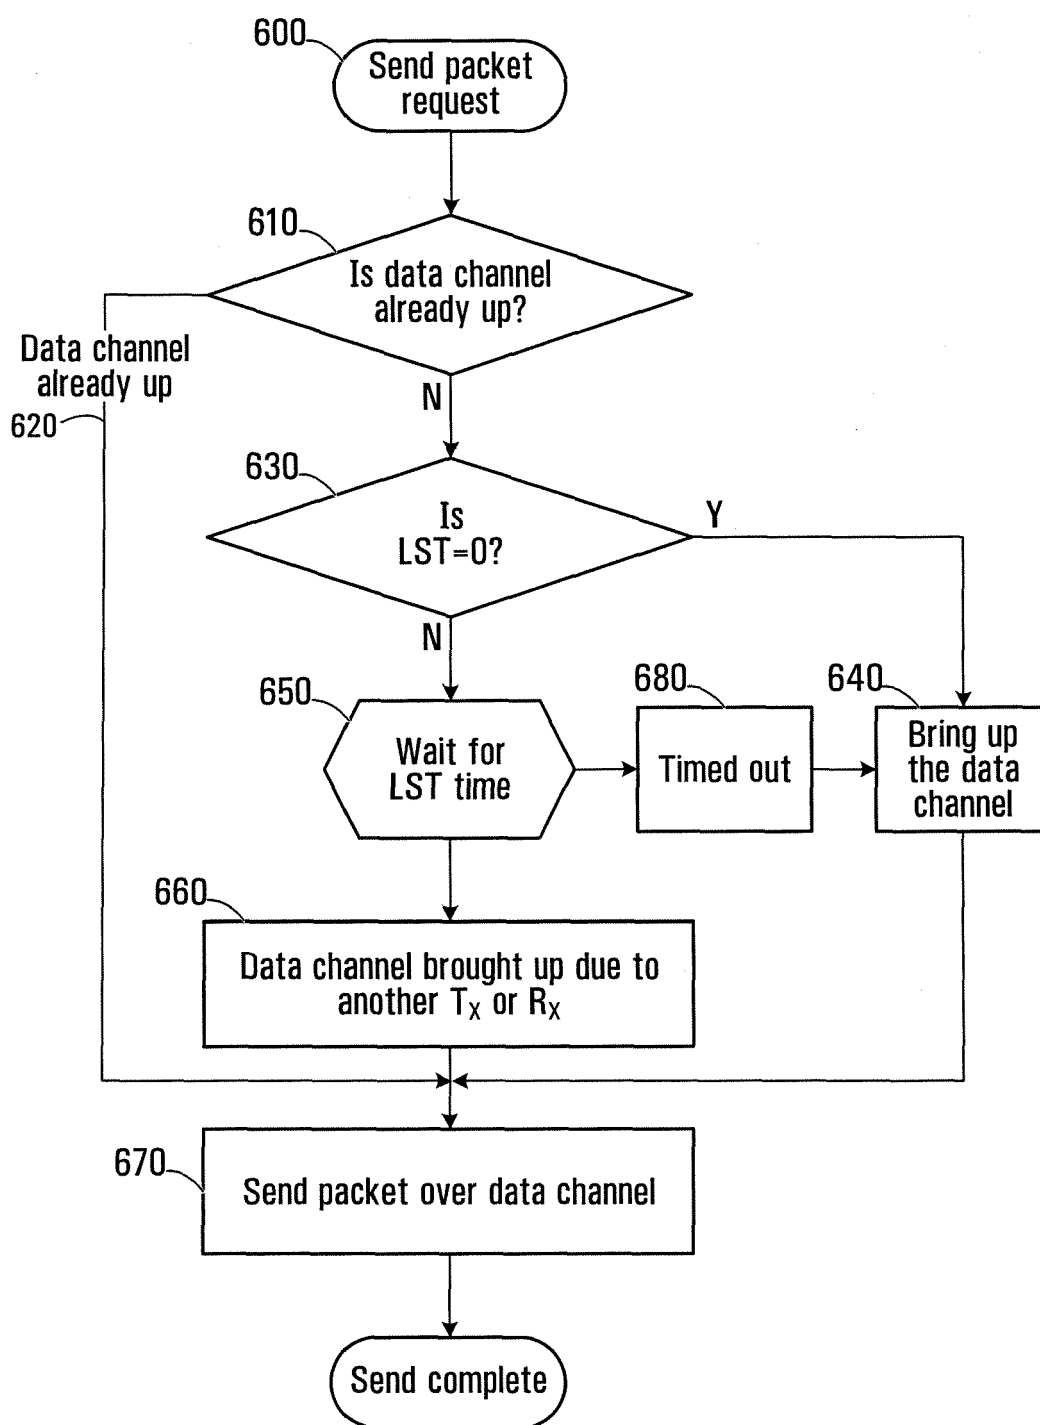 600
Send packet
request
610
Is data channel
already up?
Data channel
already up
620
N
630
Is
LST=0?
Y
N
650
Wait for
LST time
680
Timed out
640
Bring up
the data
channel
660
Data channel brought up due to
another TX or RX
670
Send packet over data channel
Send complete